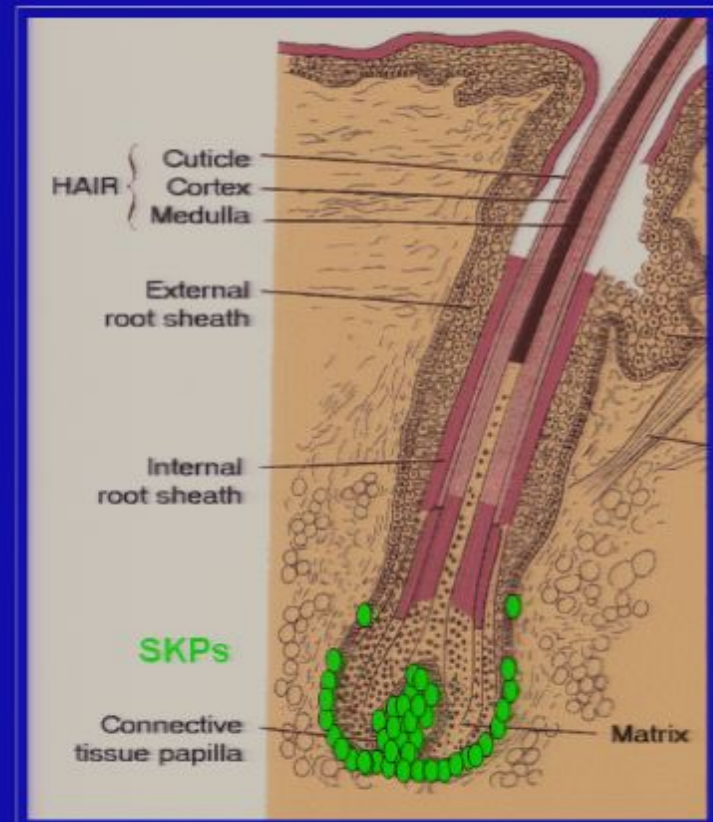 HAIR
Cuticle
Cortex
Medulla
External
root sheath
Internal
root sheath
SKPs
Connective
tissue papilla
Matrix